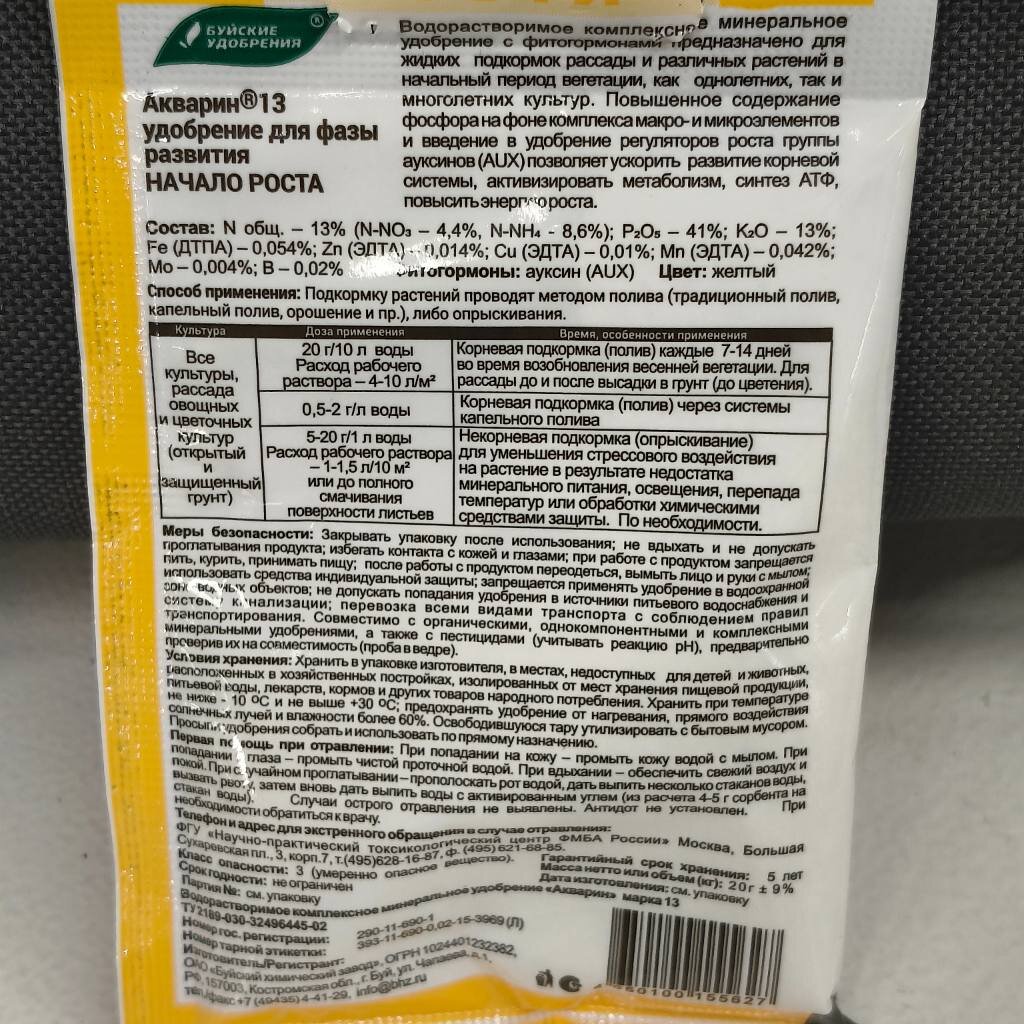 БУЙСКИЕ
УДОБРЕНИЯ
®
Акварин®13
удобрение для фазы
развития
НАЧАЛО РОСТА
Водорастворимое комплексное минеральное
удобрение с фитогормонами предназначено для
жидких подкормок рассады и различных растений в
начальный период вегетации, как однолетних, так и
многолетних культур. Повышенное содержание
фосфора на фоне комплекса макро- и микроэлементов
и введение в удобрение регуляторов роста группы
ауксинов (AUX) позволяет ускорить развитие корневой
системы, активизировать метаболизм, синтез АТФ,
повысить энергию роста.
Состав: N общ. – 13% (N-NO₃ – 4,4%, N-NH₄ - 8,6%); P₂O₅ – 41%; K₂O – 13%;
Fe (ДТПА) – 0,054%; Zn (ЭДТА) – 0,014%; Cu (ЭДТА) – 0,01%; Mn (ЭДТА) – 0,042%;
Mo – 0,004%; B – 0,02% Фитогормоны: ауксин (AUX) Цвет: желтый
Способ применения: Подкормку растений проводят методом полива (традиционный полив,
капельный полив, орошение и пр.), либо опрыскивания.
Культура Доза применения Время, особенности применения
Все
культуры,
рассада
овощных
и цветочных
культур
(открытый
и
защищенный
грунт)
20 г/10 л воды
Расход рабочего
раствора – 4-10 л/м²
Корневая подкормка (полив) каждые 7-14 дней
во время возобновления весенней вегетации. Для
рассады до и после высадки в грунт (до цветения).
0,5-2 г/л воды
Корневая подкормка (полив) через системы
капельного полива
5-20 г/1 л воды
Расход рабочего раствора
– 1-1,5 л/10 м²
или до полного
смачивания
поверхности листьев
Некорневая подкормка (опрыскивание)
для уменьшения стрессового воздействия
на растение в результате недостатка
минерального питания, освещения, перепада
температур или обработки химическими
средствами защиты. По необходимости.
Меры безопасности: Закрывать упаковку после использования; не вдыхать и не допускать
проглатывания продукта; избегать контакта с кожей и глазами; при работе с продуктом запрещается
пить, курить, принимать пищу; после работы с продуктом переодеться, вымыть лицо и руки с мылом;
использовать средства индивидуальной защиты; запрещается применять удобрение в водоохранной
зоне водных объектов; не допускать попадания удобрения в источники питьевого водоснабжения и
систему канализации; перевозка всеми видами транспорта с соблюдением правил
транспортирования. Совместимо с органическими, однокомпонентными и комплексными
минеральными удобрениями, а также с пестицидами (учитывать реакцию pH), предварительно
проверив их на совместимость (проба в ведре).
Условия хранения: Хранить в упаковке изготовителя, в местах, недоступных для детей и животных,
расположенных в хозяйственных постройках, изолированных от мест хранения пищевой продукции,
питьевой воды, лекарств, кормов и других товаров народного потребления. Хранить при температуре
не ниже - 10 ОС и не выше +30 ОС; предохранять удобрение от нагревания, прямого воздействия
солнечных лучей и влажности более 60%. Освободившуюся тару утилизировать с бытовым мусором.
Просыпи удобрения собрать и использовать по прямому назначению.
Первая помощь при отравлении: При попадании на кожу – промыть кожу водой с мылом. При
попадании глаза – промыть чистой проточной водой. При вдыхании – обеспечить свежий воздух и
покой. При случайном проглатывании – прополоскать рот водой, дать выпить несколько стаканов воды,
вызвать рвоту, затем вновь дать выпить воды с активированным углем (из расчета 4-5 г сорбента на
стакан воды). Случаи острого отравления не выявлены. Антидот не установлен. При
необходимости обратиться к врачу.
Телефон и адрес для экстренного обращения в случае отравления:
ФГУ «Научно-практический токсикологический центр ФМБА России» Москва, Большая
Сухаревская пл., 3, корп.7, т.(495)628-16-87, ф. (495) 621-68-85.
Класс опасности: 3 (умеренно опасное вещество).
Срок годности: не ограничен
Партия №: см. упаковку
Гарантийный срок хранения: 5 лет
Масса нетто или объем (кг): 20 г ± 9%
Дата изготовления: см. упаковку
Водорастворимое комплексное минеральное удобрение «Акварин» марка 13
ТУ 2189-030-32496445-02
Номер гос. регистрации: 290-11-690-1
Номер тарной этикетки: 393-11-690-0,02-15-3969 (Л)
Изготовитель/Регистрант:
ОАО «Буйский химический завод». ОГРН 1024401232382,
РФ, 157003, Костромская обл., г. Буй, ул. Чапаева, д.1,
тел./факс +7 (49435) 4-41-29, info@bhz.ru